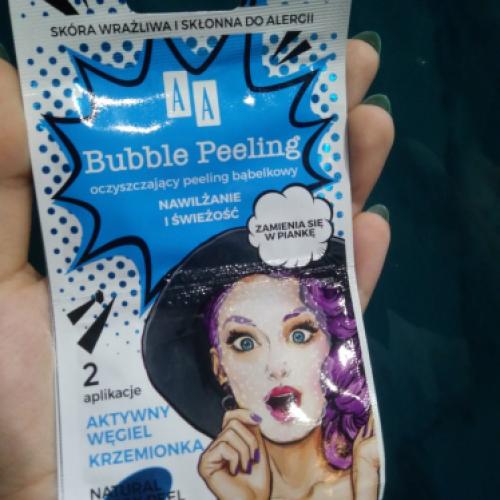 SKÓRA WRAŻLIWA I SKŁONNA DO ALERGII
AA
Bubble Peeling
oczyszczający peeling bąbelkowy
NAWILŻANIE
I ŚWIEŻOŚĆ
ZAMIENIA SIĘ
W PIANKĘ
2
aplikacje
AKTYWNY
WĘGIEL
KRZEMIONKA
NATURAL